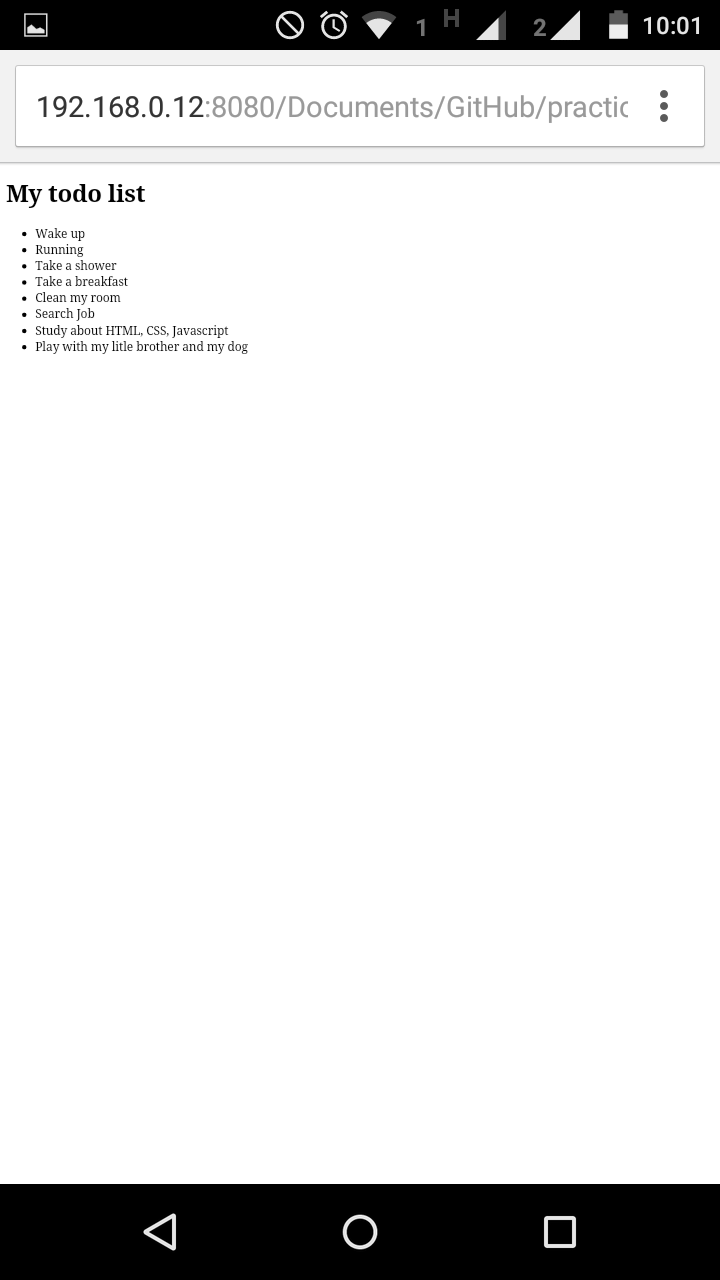 1 H 2 10:01
192.168.0.12:8080/Documents/GitHub/practic
My todo list
Wake up
Running
Take a shower
Take a breakfast
Clean my room
Search Job
Study about HTML, CSS, Javascript
Play with my litle brother and my dog